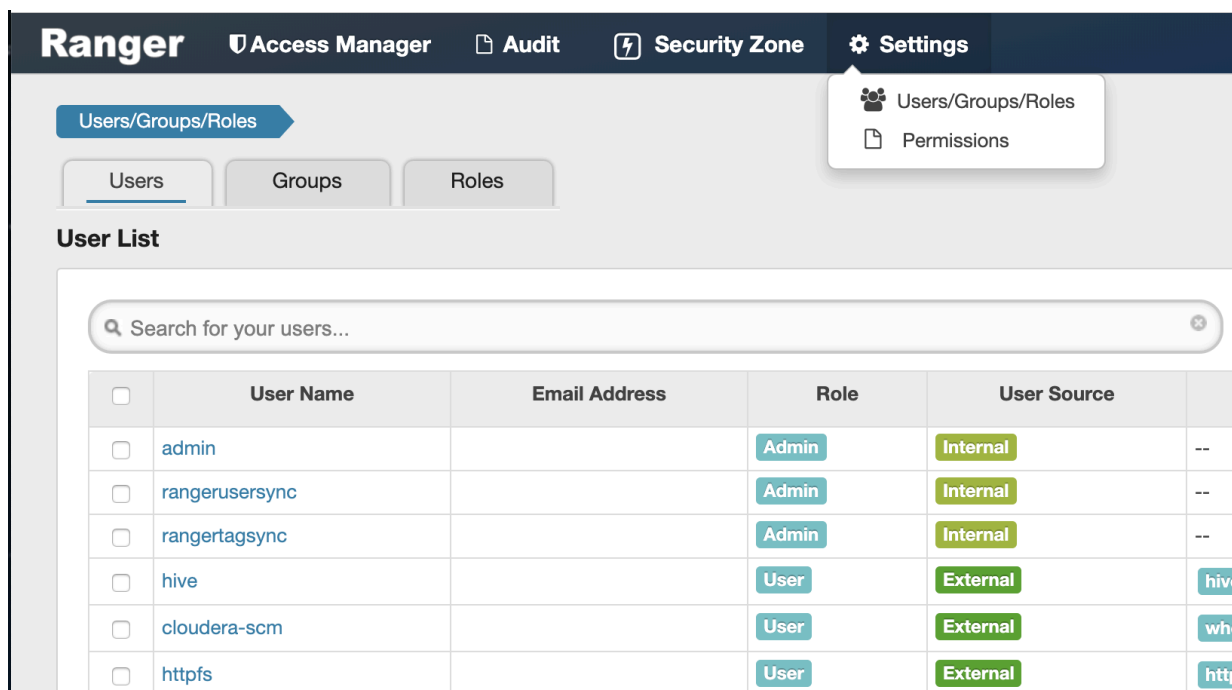 Ranger Access Manager Audit Security Zone Settings
Users/Groups/Roles
Permissions
Users/Groups/Roles
Users Groups Roles
User List
Search for your users...
User Name Email Address Role User Source
admin Admin Internal --
rangerusersync Admin Internal --
rangertagsync Admin Internal --
hive User External
cloudera-scm User External
httpfs User External